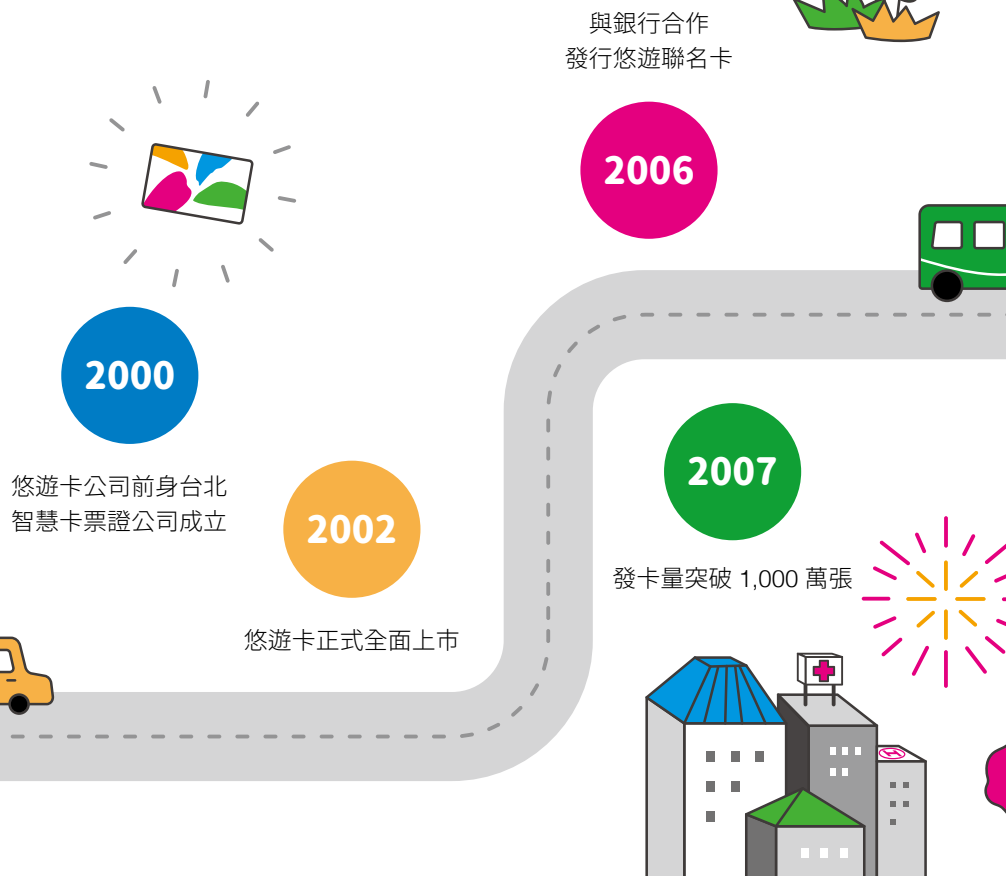 2000
悠遊卡公司前身台北
智慧卡票證公司成立
2002
悠遊卡正式全面上市
與銀行合作
發行悠遊聯名卡
2006
2007
發卡量突破 1,000 萬張
H